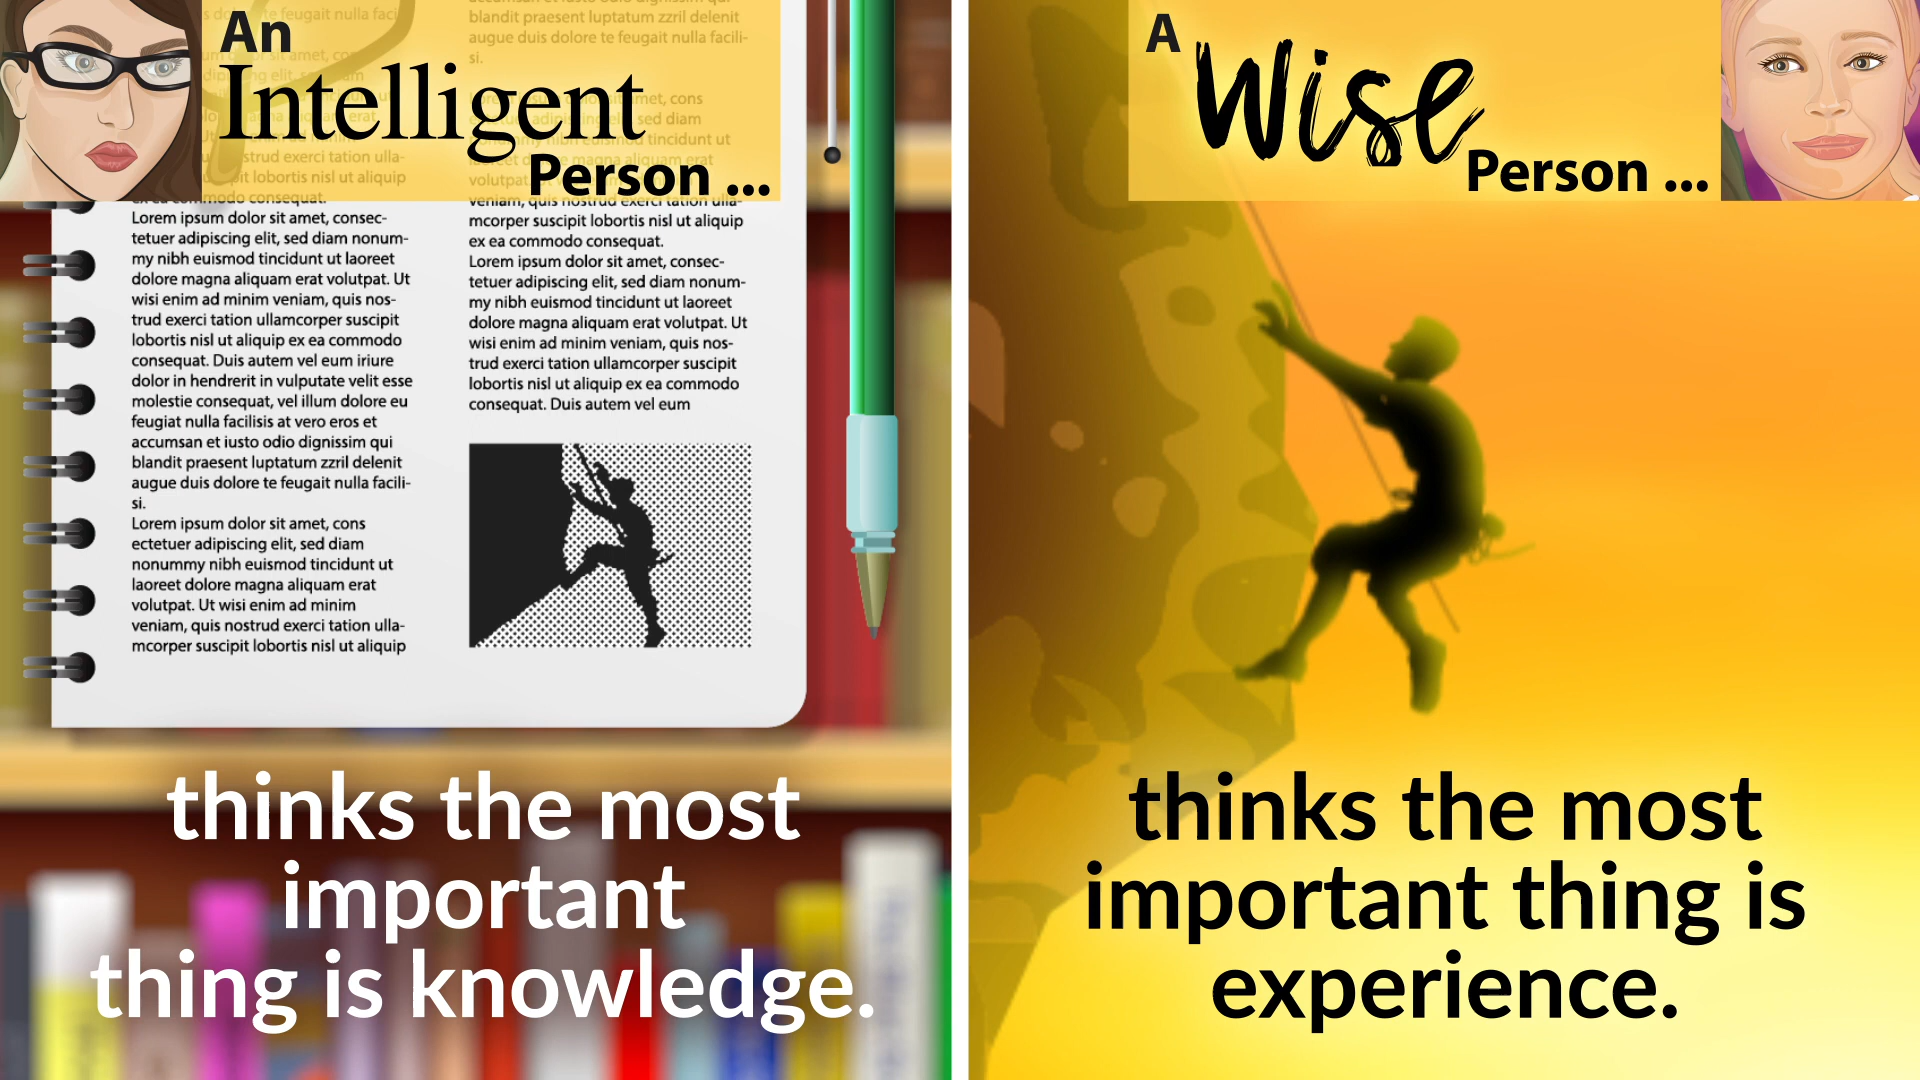 An
Intelligent
Person ...
Lorem ipsum dolor sit amet, consec-
tetuer adipiscing elit, sed diam nonum-
my nibh euismod tincidunt ut laoreet
dolore magna aliquam erat volutpat. Ut
wisi enim ad minim veniam, quis nos-
trud exerci tation ullamcorper suscipit
lobortis nisl ut aliquip ex ea commodo
consequat. Duis autem vel eum iriure
dolor in hendrerit in vulputate velit esse
molestie consequat, vel illum dolore eu
feugiat nulla facilisis at vero eros et
accumsan et iusto odio dignissim qui
blandit praesent luptatum zzril delenit
augue duis dolore te feugait nulla facili-
si.
Lorem ipsum dolor sit amet, cons
ectetuer adipiscing elit, sed diam
nonummy nibh euismod tincidunt ut
laoreet dolore magna aliquam erat
volutpat. Ut wisi enim ad minim
veniam, quis nostrud exerci tation ulla-
mcorper suscipit lobortis nisl ut aliquip
blandit praesent luptatum zzril delenit
augue duis dolore te feugait nulla facili-
si.
veniam, quis nostrud exerci tation ulla-
mcorper suscipit lobortis nisl ut aliquip
ex ea commodo consequat.
Lorem ipsum dolor sit amet, consec-
tetuer adipiscing elit, sed diam nonum-
my nibh euismod tincidunt ut laoreet
dolore magna aliquam erat volutpat. Ut
wisi enim ad minim veniam, quis nos-
trud exerci tation ullamcorper suscipit
lobortis nisl ut aliquip ex ea commodo
consequat. Duis autem vel eum
thinks the most
important
thing is knowledge.
A
Wise
Person ...
thinks the most
important thing is
experience.